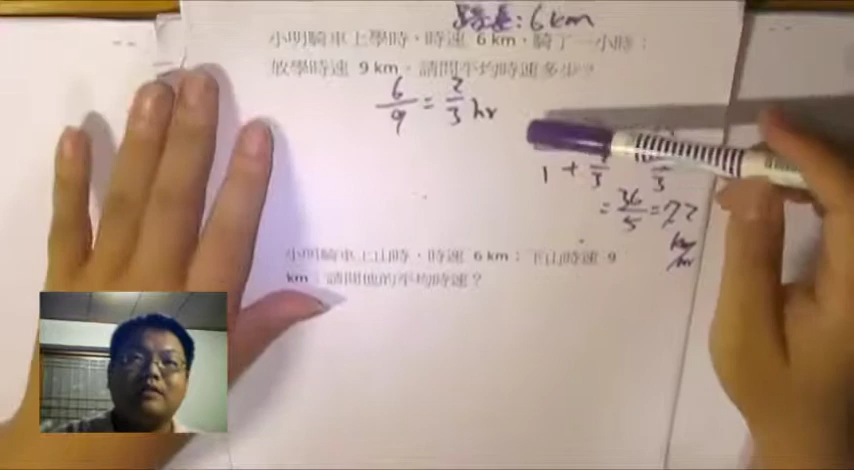 路長:6km
小明騎車上學時,時速 6 km,騎了一小時;
放學時速 9 km。請問平均時速多少?
6/9 = 2/3 hr
1 + 2/3
= 36/5 = 7.2
km/hr
小明騎車上山時,時速 6 km;下山時速 9
km。請問他的平均時速?